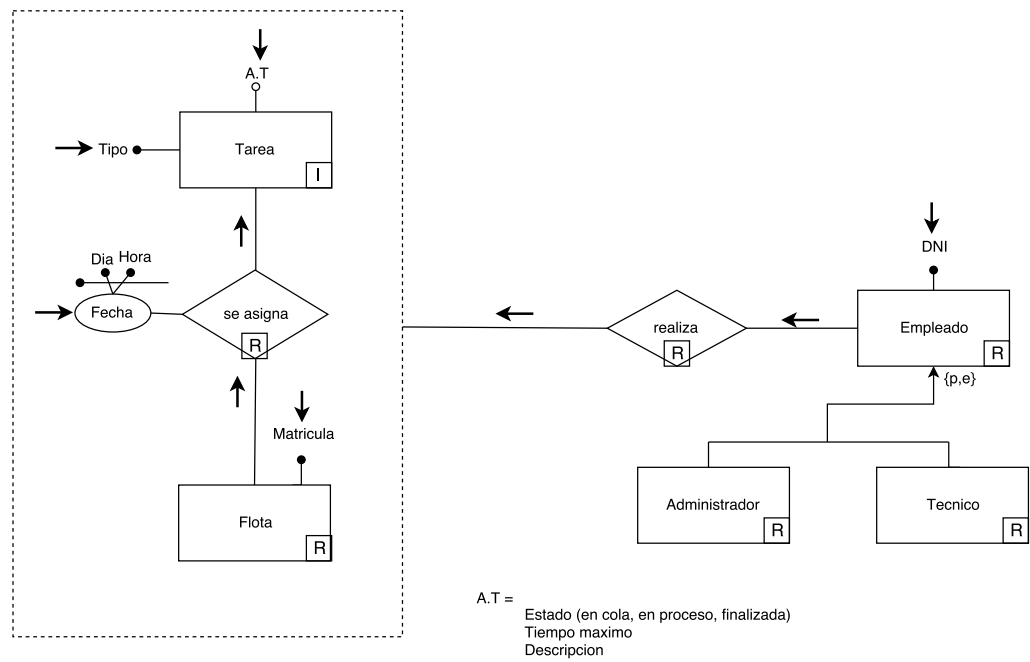 A.T
Tipo
Tarea
I
Dia
Hora
Fecha
se asigna
R
Matricula
Flota
R
realiza
R
DNI
Empleado
R
{p,e}
Administrador
R
Tecnico
R
A.T =
Estado (en cola, en proceso, finalizada)
Tiempo maximo
Descripcion